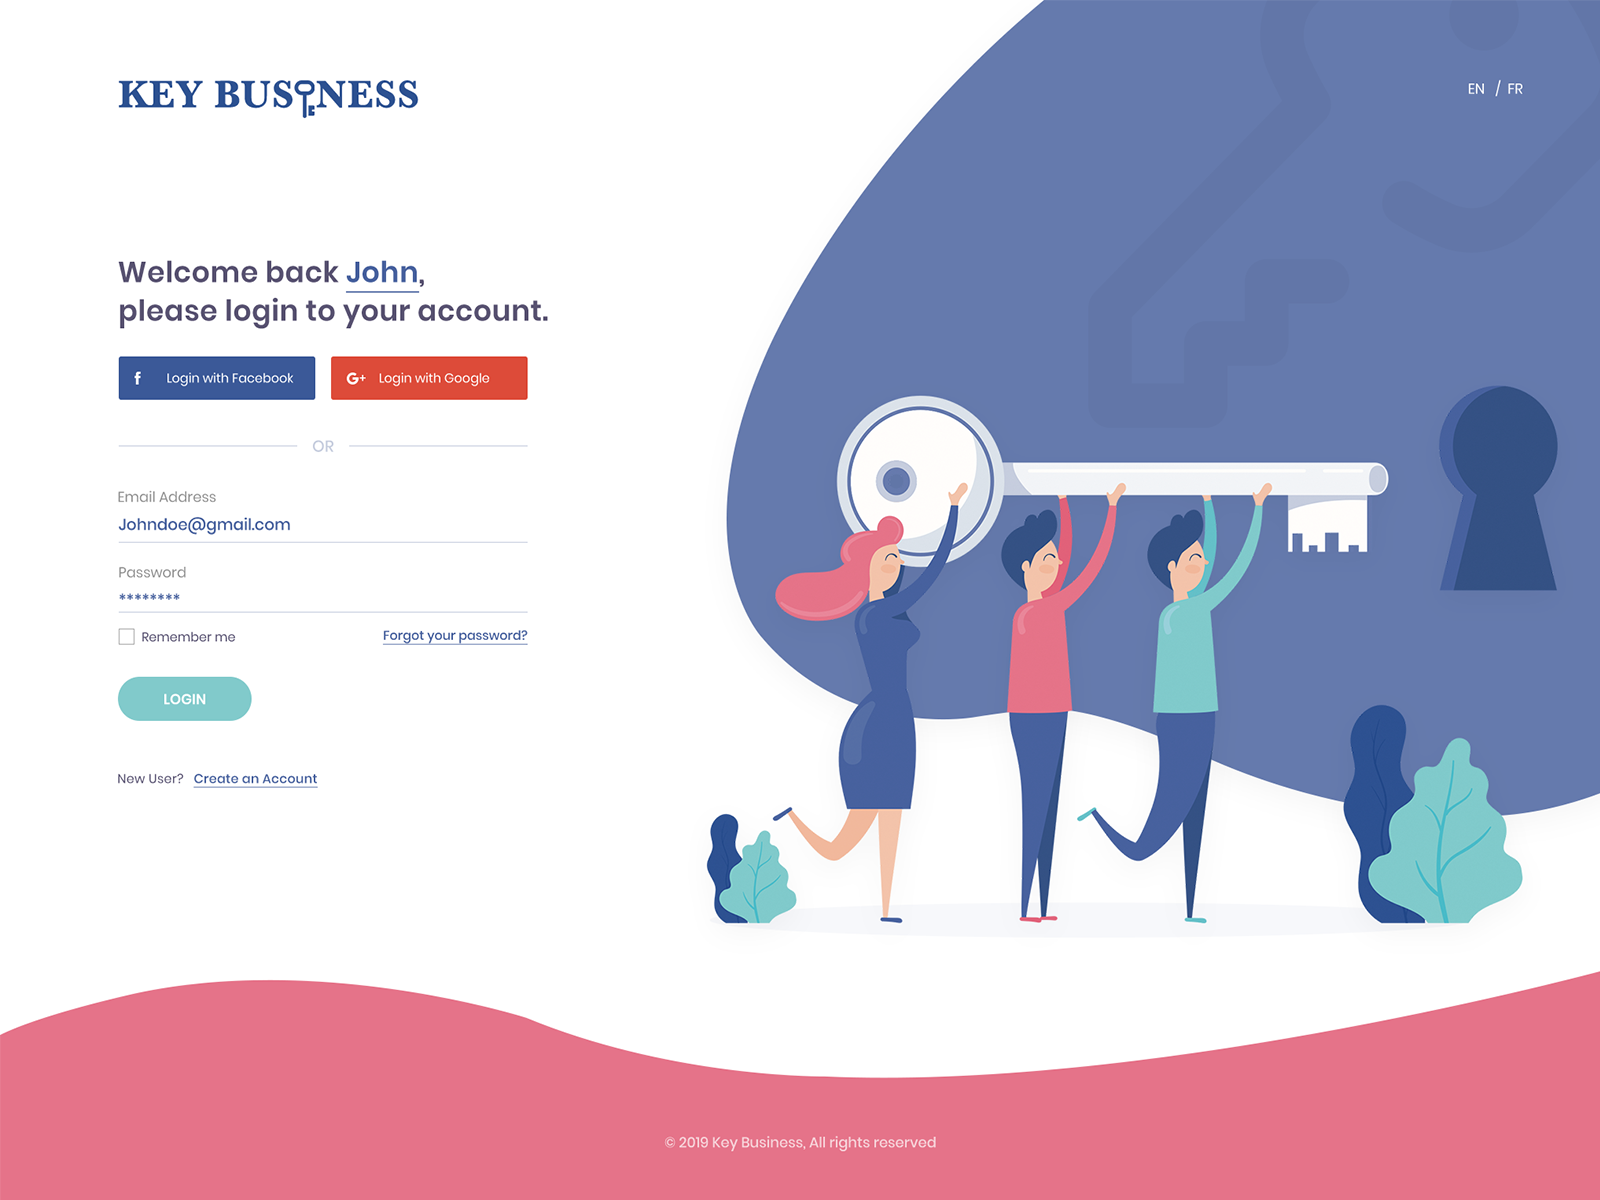 KEY BUSINESS
EN / FR
Welcome back John,
please login to your account.
f Login with Facebook
G+ Login with Google
OR
Email Address
Johndoe@gmail.com
Password
********
Remember me
Forgot your password?
LOGIN
New User? Create an Account
© 2019 Key Business, All rights reserved